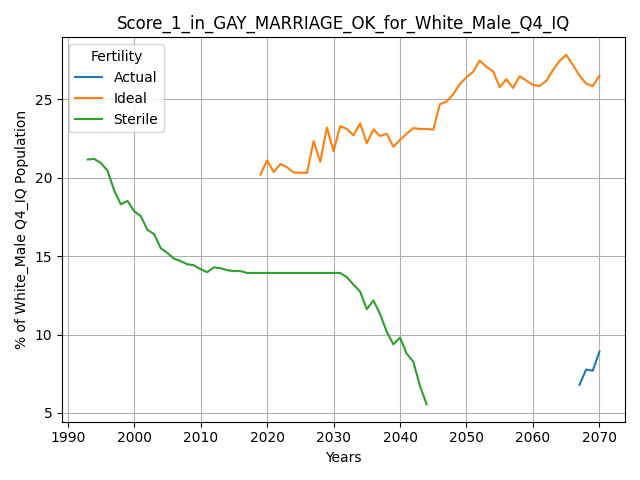 Score_1_in_GAY_MARRIAGE_OK_for_White_Male_Q4_IQ
Fertility
Actual
Ideal
Sterile
% of White_Male Q4_IQ Population
25
20
15
10
5
1990 2000 2010 2020 2030 2040 2050 2060 2070
Years